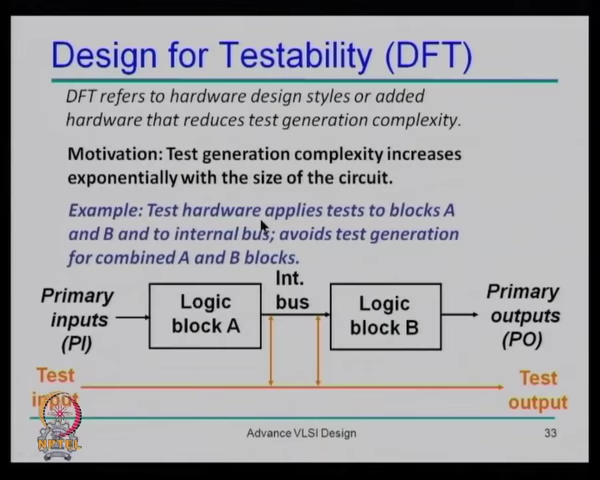 Design for Testability (DFT)
DFT refers to hardware design styles or added
hardware that reduces test generation complexity.
Motivation: Test generation complexity increases
exponentially with the size of the circuit.
Example: Test hardware applies tests to blocks A
and B and to internal bus; avoids test generation
for combined A and B blocks.
Int.
bus
Primary
inputs
(PI)
Logic
block A
Logic
block B
Primary
outputs
(PO)
Test
input
Test
output
NPTEL
Advance VLSI Design
33